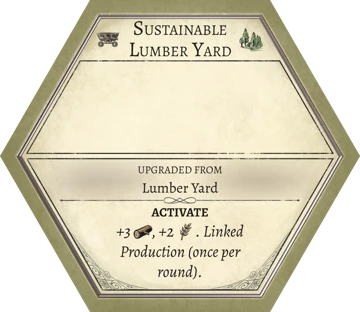 Sustainable
Lumber Yard
UPGRADED FROM
Lumber Yard
ACTIVATE
+3 , +2 . Linked
Production (once per
round).